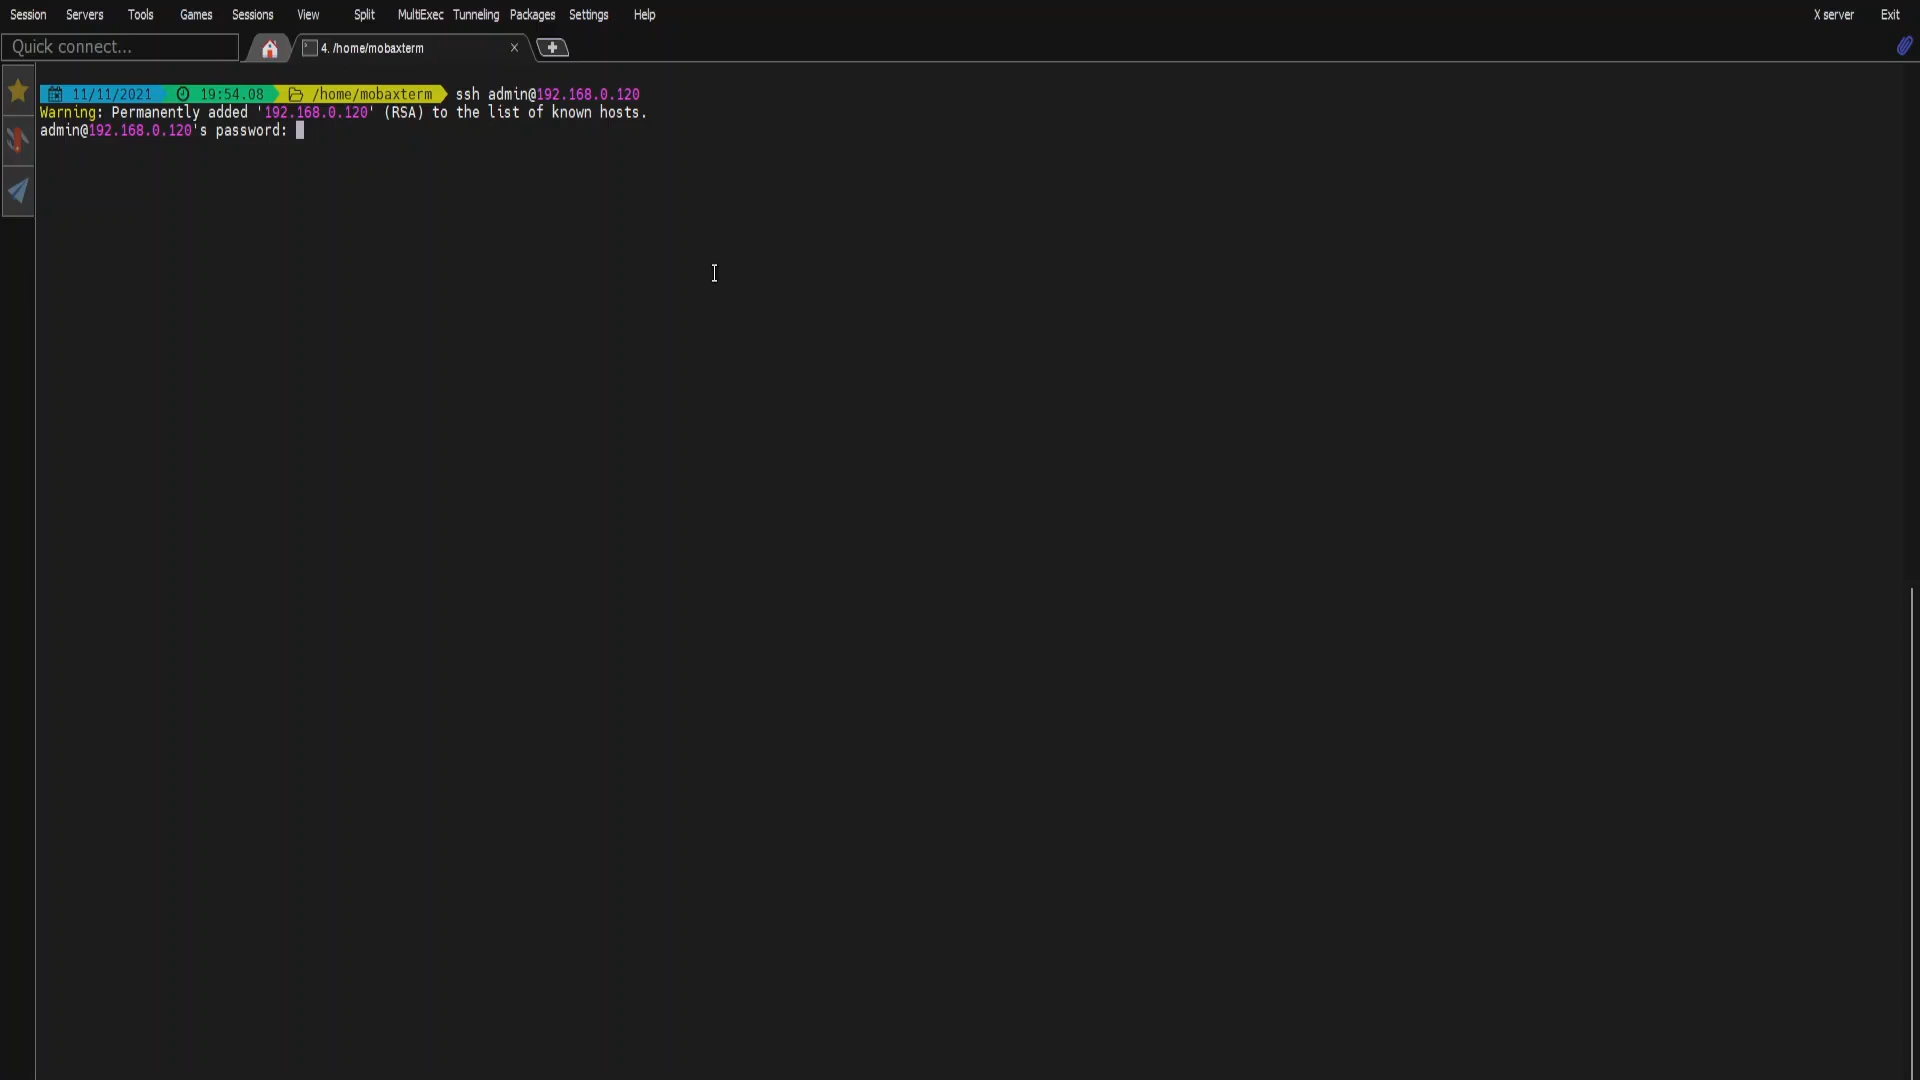 Session Servers Tools Games Sessions View Split MultiExec Tunneling Packages Settings Help X server Exit
Quick connect... 4. /home/mobaxterm
11/11/2021 19:54.08 /home/mobaxterm ssh admin@192.168.0.120
Warning: Permanently added '192.168.0.120' (RSA) to the list of known hosts.
admin@192.168.0.120's password: